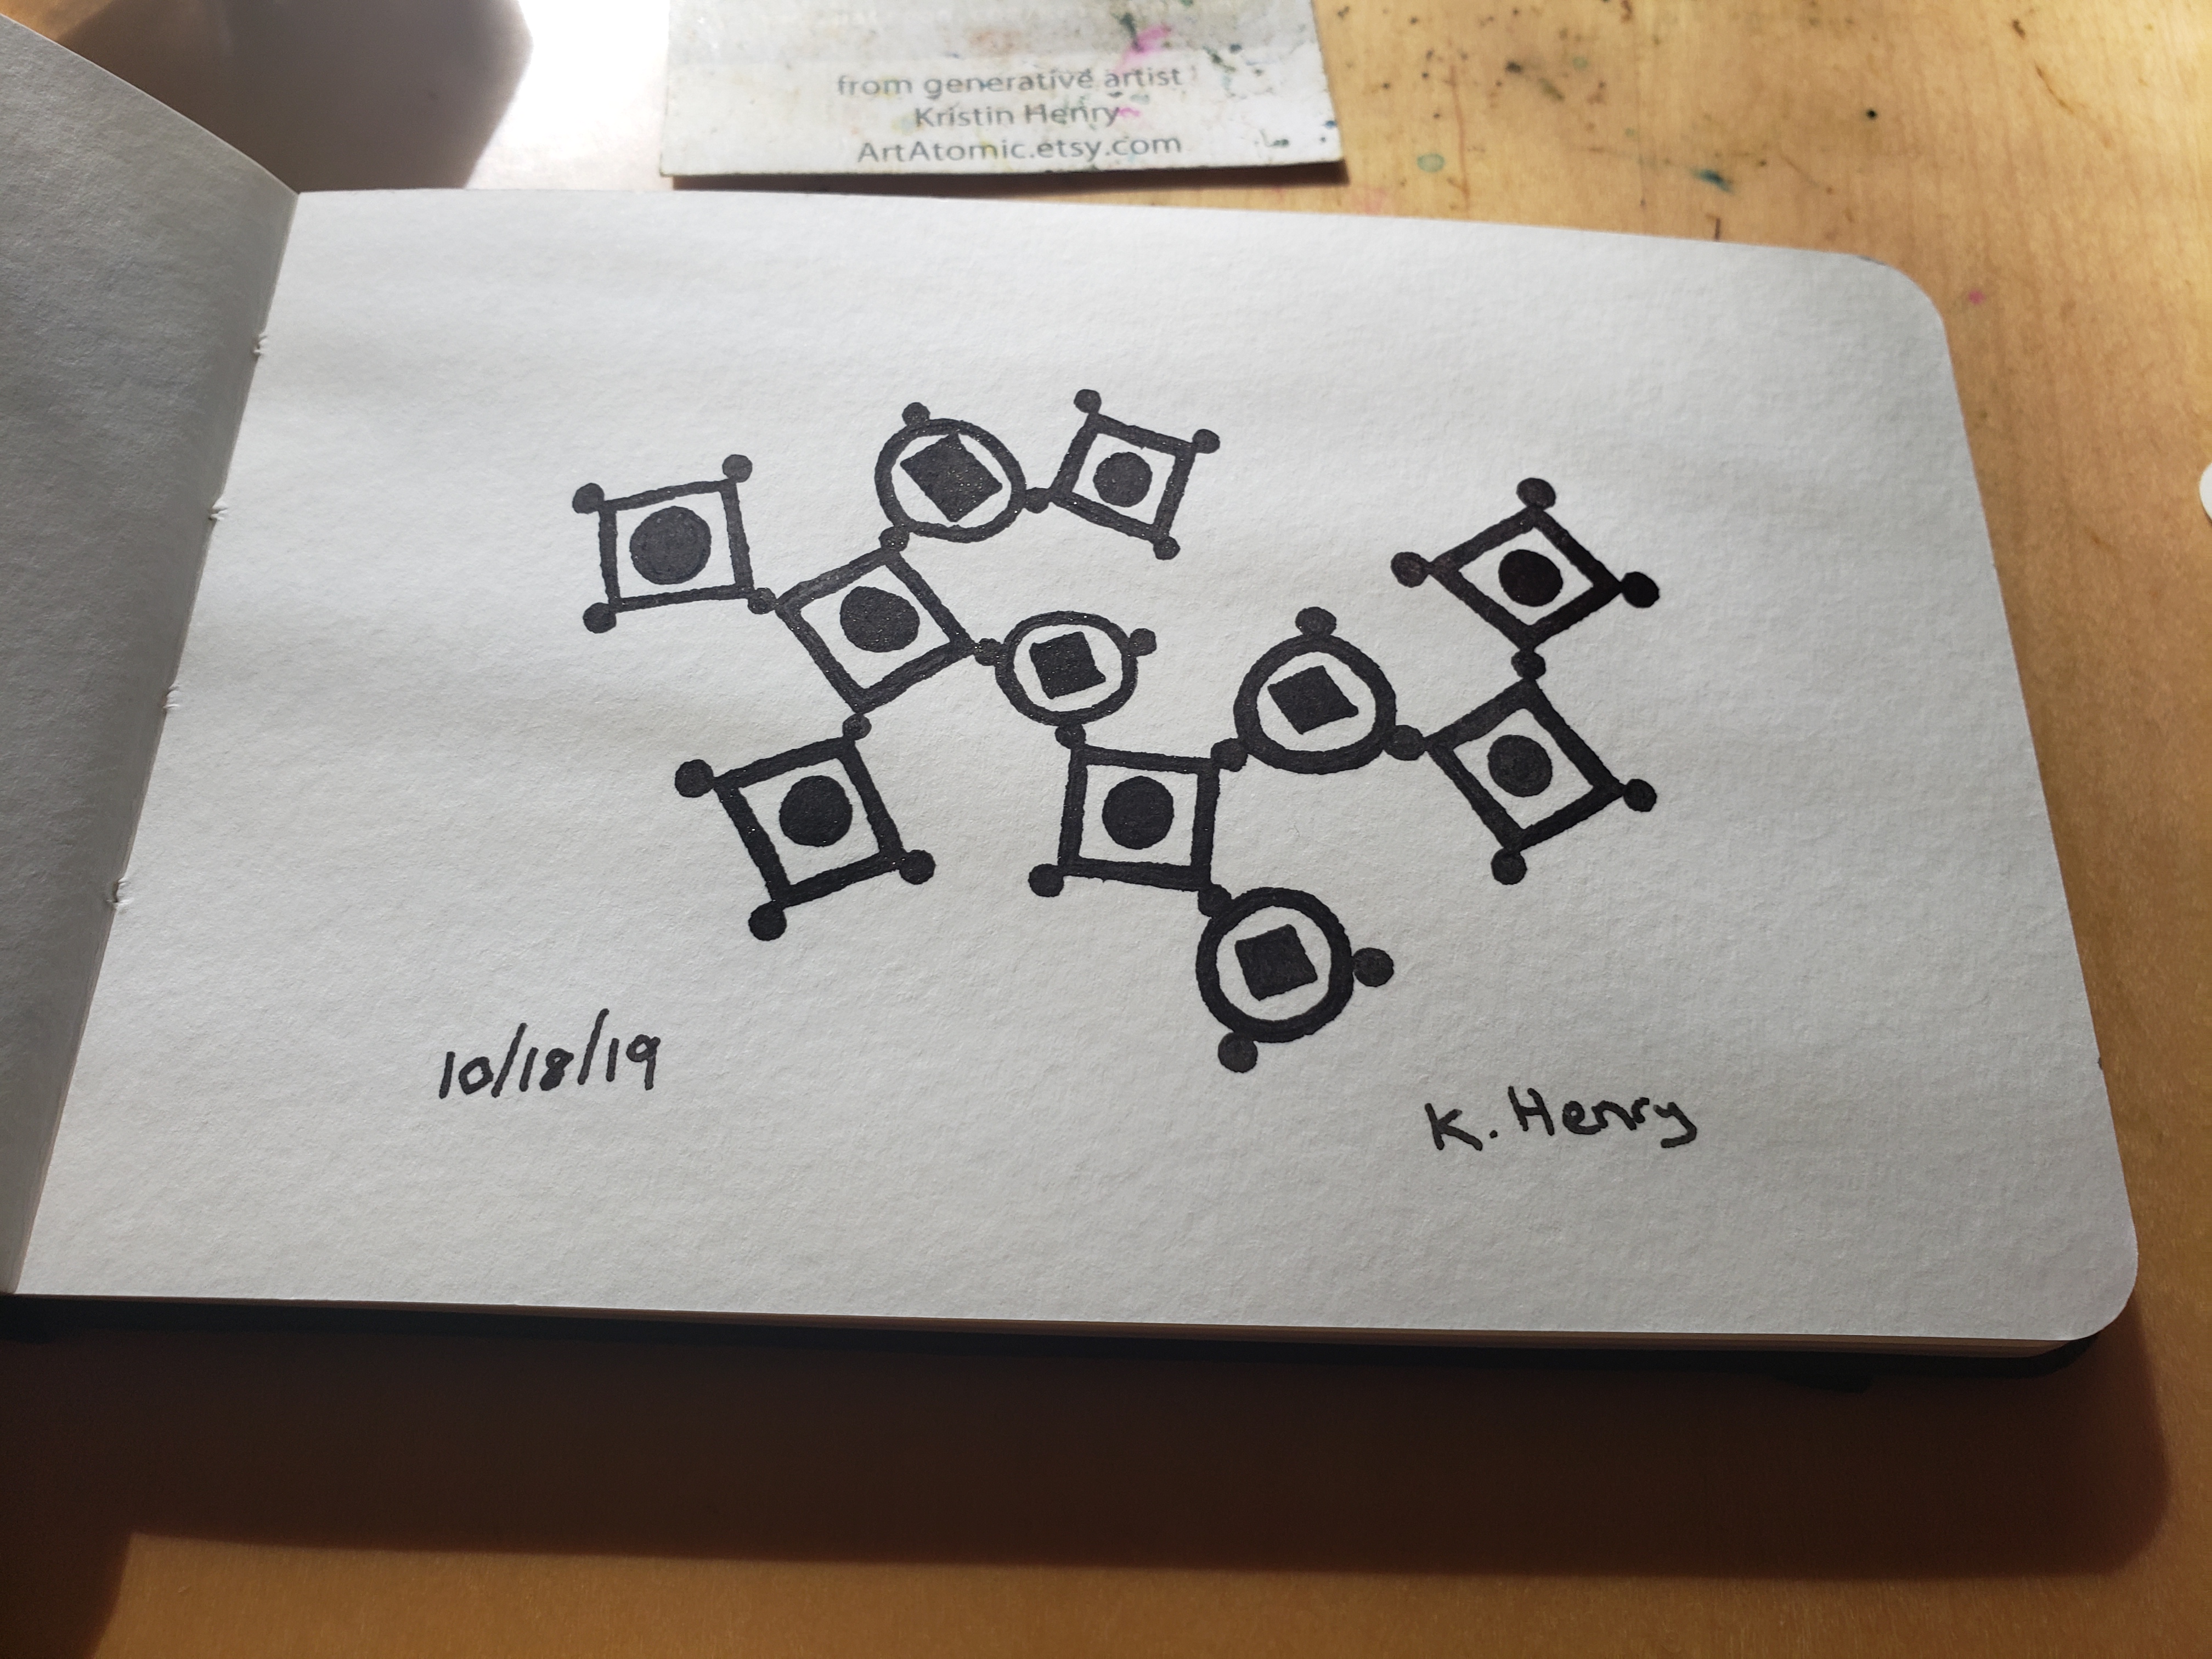 from generative artist
Kristin Henry
ArtAtomic.etsy.com
10/18/19
K. Henry